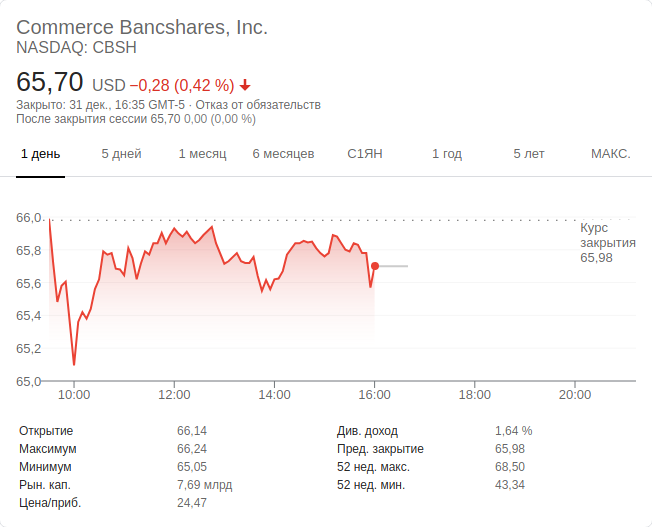 Commerce Bancshares, Inc.
NASDAQ: CBSH
65,70 USD −0,28 (0,42 %)
Закрыто: 31 дек., 16:35 GMT-5 · Отказ от обязательств
После закрытия сессии 65,70 0,00 (0,00 %)
1 день 5 дней 1 месяц 6 месяцев С1ЯН 1 год 5 лет МАКС.
66,0
65,8
65,6
65,4
65,2
65,0
Курс
закрытия
65,98
10:00 12:00 14:00 16:00 18:00 20:00
Открытие 66,14 Див. доход 1,64 %
Максимум 66,24 Пред. закрытие 65,98
Минимум 65,05 52 нед. макс. 68,50
Рын. кап. 7,69 млрд 52 нед. мин. 43,34
Цена/приб. 24,47